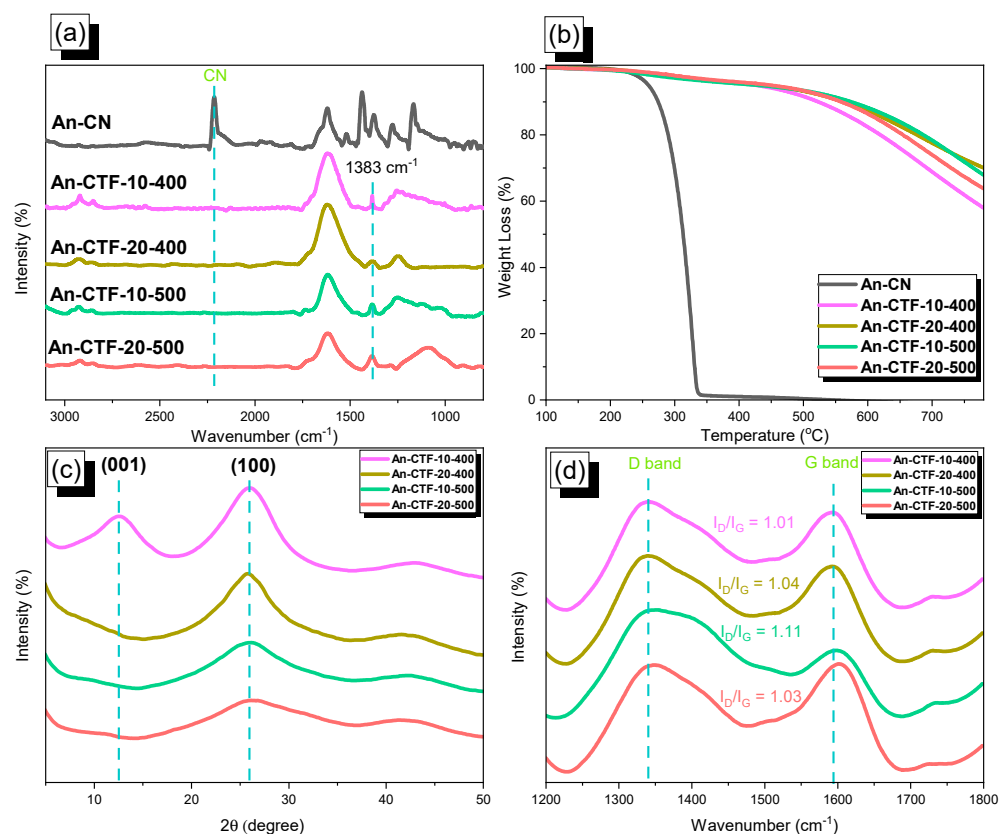 (a)
CN
An-CN
1383 cm⁻¹
An-CTF-10-400
An-CTF-20-400
An-CTF-10-500
An-CTF-20-500
Intensity (%)
3000 2500 2000 1500 1000
Wavenumber (cm⁻¹)
(b)
100
80
60
40
20
0
Weight Loss (%)
An-CN
An-CTF-10-400
An-CTF-20-400
An-CTF-10-500
An-CTF-20-500
100 200 300 400 500 600 700
Temperature (°C)
(c)
(001)
(100)
An-CTF-10-400
An-CTF-20-400
An-CTF-10-500
An-CTF-20-500
Intensity (%)
10 20 30 40 50
2θ (degree)
(d)
D band
G band
An-CTF-10-400
An-CTF-20-400
An-CTF-10-500
An-CTF-20-500
I_D/I_G = 1.01
I_D/I_G = 1.04
I_D/I_G = 1.11
I_D/I_G = 1.03
Intensity (%)
1200 1300 1400 1500 1600 1700 1800
Wavenumber (cm⁻¹)